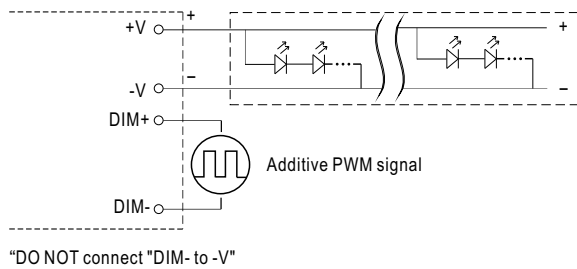 +V
+
-V
−
+
−
DIM+
Additive PWM signal
DIM-
“DO NOT connect "DIM- to -V"